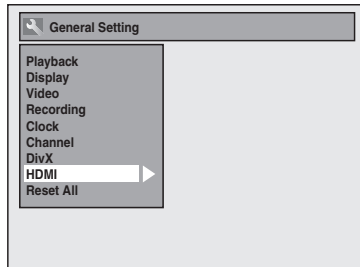 General Setting
Playback
Display
Video
Recording
Clock
Channel
DivX
HDMI
Reset All